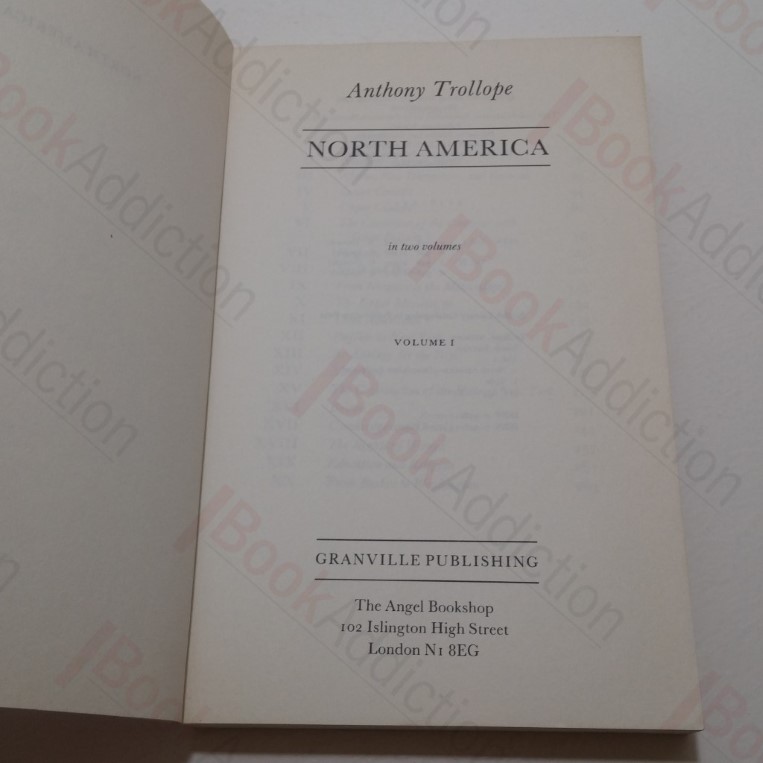 Anthony Trollope
NORTH AMERICA
in two volumes
VOLUME I
GRANVILLE PUBLISHING
The Angel Bookshop
102 Islington High Street
London N1 8EG
BookAddiction